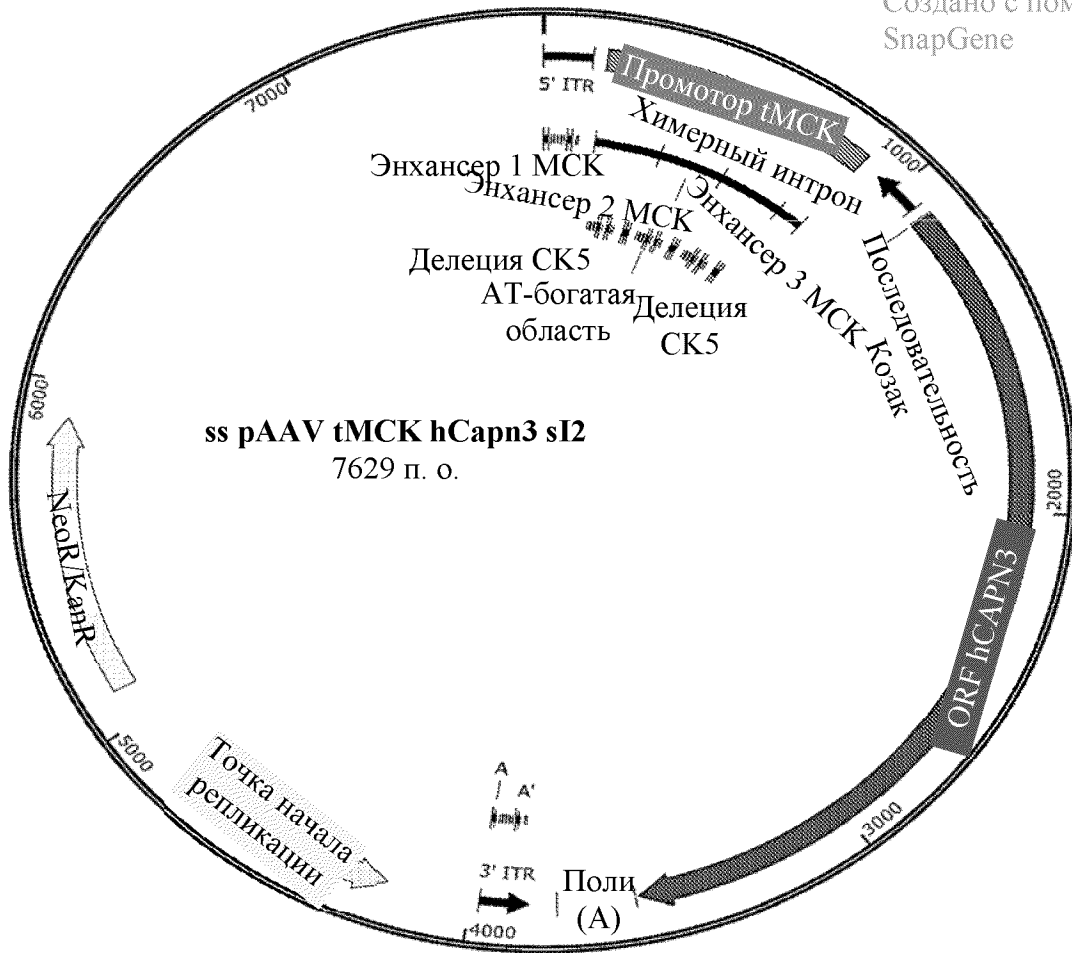 Создано с пом
SnapGene
7000
5' ITR
Промотор tMCK
1000
Химерный интрон
Энхансер 1 MCK
Энхансер 2 MCK
Энхансер 3 MCK
Делеция CK5
АТ-богатая
область
Делеция
CK5
Последовательность
Козак
6000
ss pAAV tMCK hCapn3 sI2
7629 п. о.
2000
NeoR/KanR
ORF hCAPN3
5000
Точка начала
репликации
A
A'
3000
3' ITR
Поли
(A)
4000